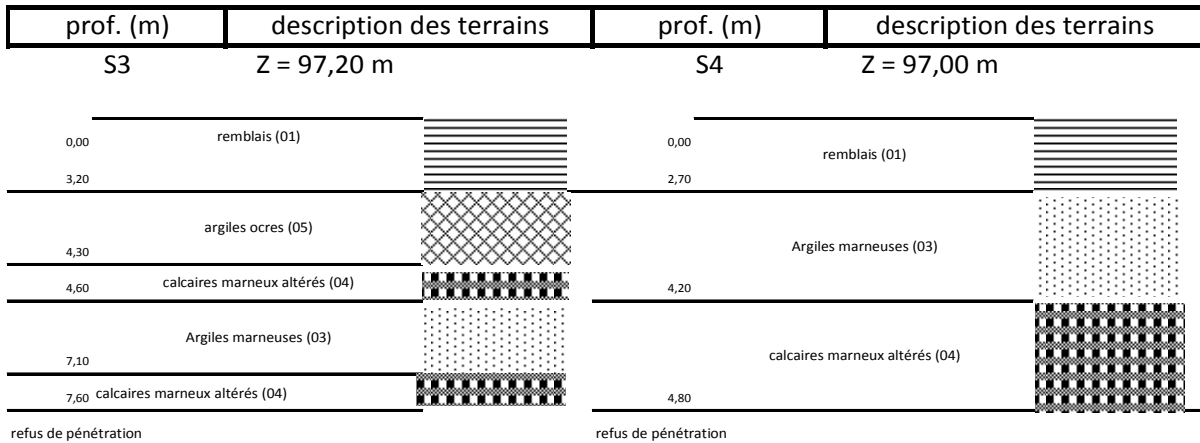 prof. (m) description des terrains prof. (m) description des terrains
S3 Z = 97,20 m S4 Z = 97,00 m
remblais (01)
0,00
3,20
argiles ocres (05)
4,30
calcaires marneux altérés (04)
4,60
Argiles marneuses (03)
7,10
7,60 calcaires marneux altérés (04)
refus de pénétration
0,00
remblais (01)
2,70
Argiles marneuses (03)
4,20
calcaires marneux altérés (04)
4,80
refus de pénétration